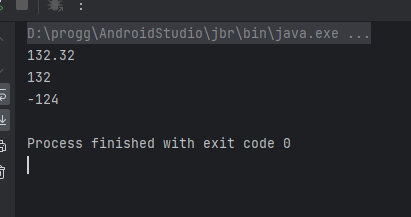 D:\progg\AndroidStudio\jbr\bin\java.exe ...
132.32
132
-124
Process finished with exit code 0